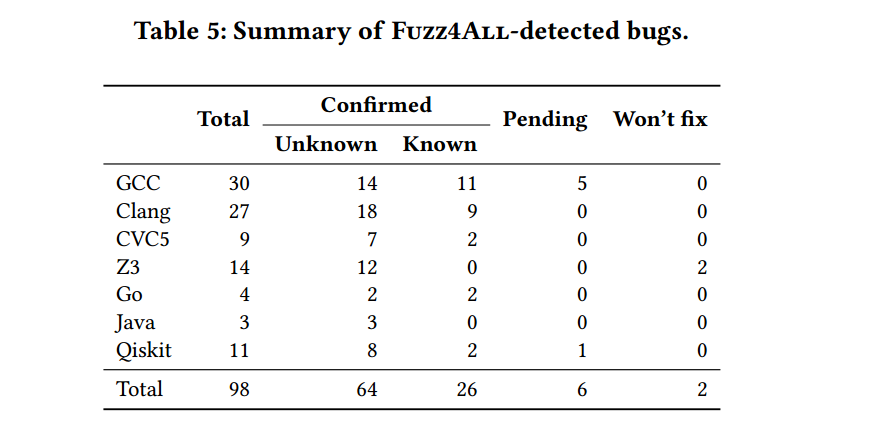 Table 5: Summary of Fuzz4All-detected bugs.
Total Confirmed Pending Won't fix
Unknown Known
GCC 30 14 11 5 0
Clang 27 18 9 0 0
CVC5 9 7 2 0 0
Z3 14 12 0 0 2
Go 4 2 2 0 0
Java 3 3 0 0 0
Qiskit 11 8 2 1 0
Total 98 64 26 6 2